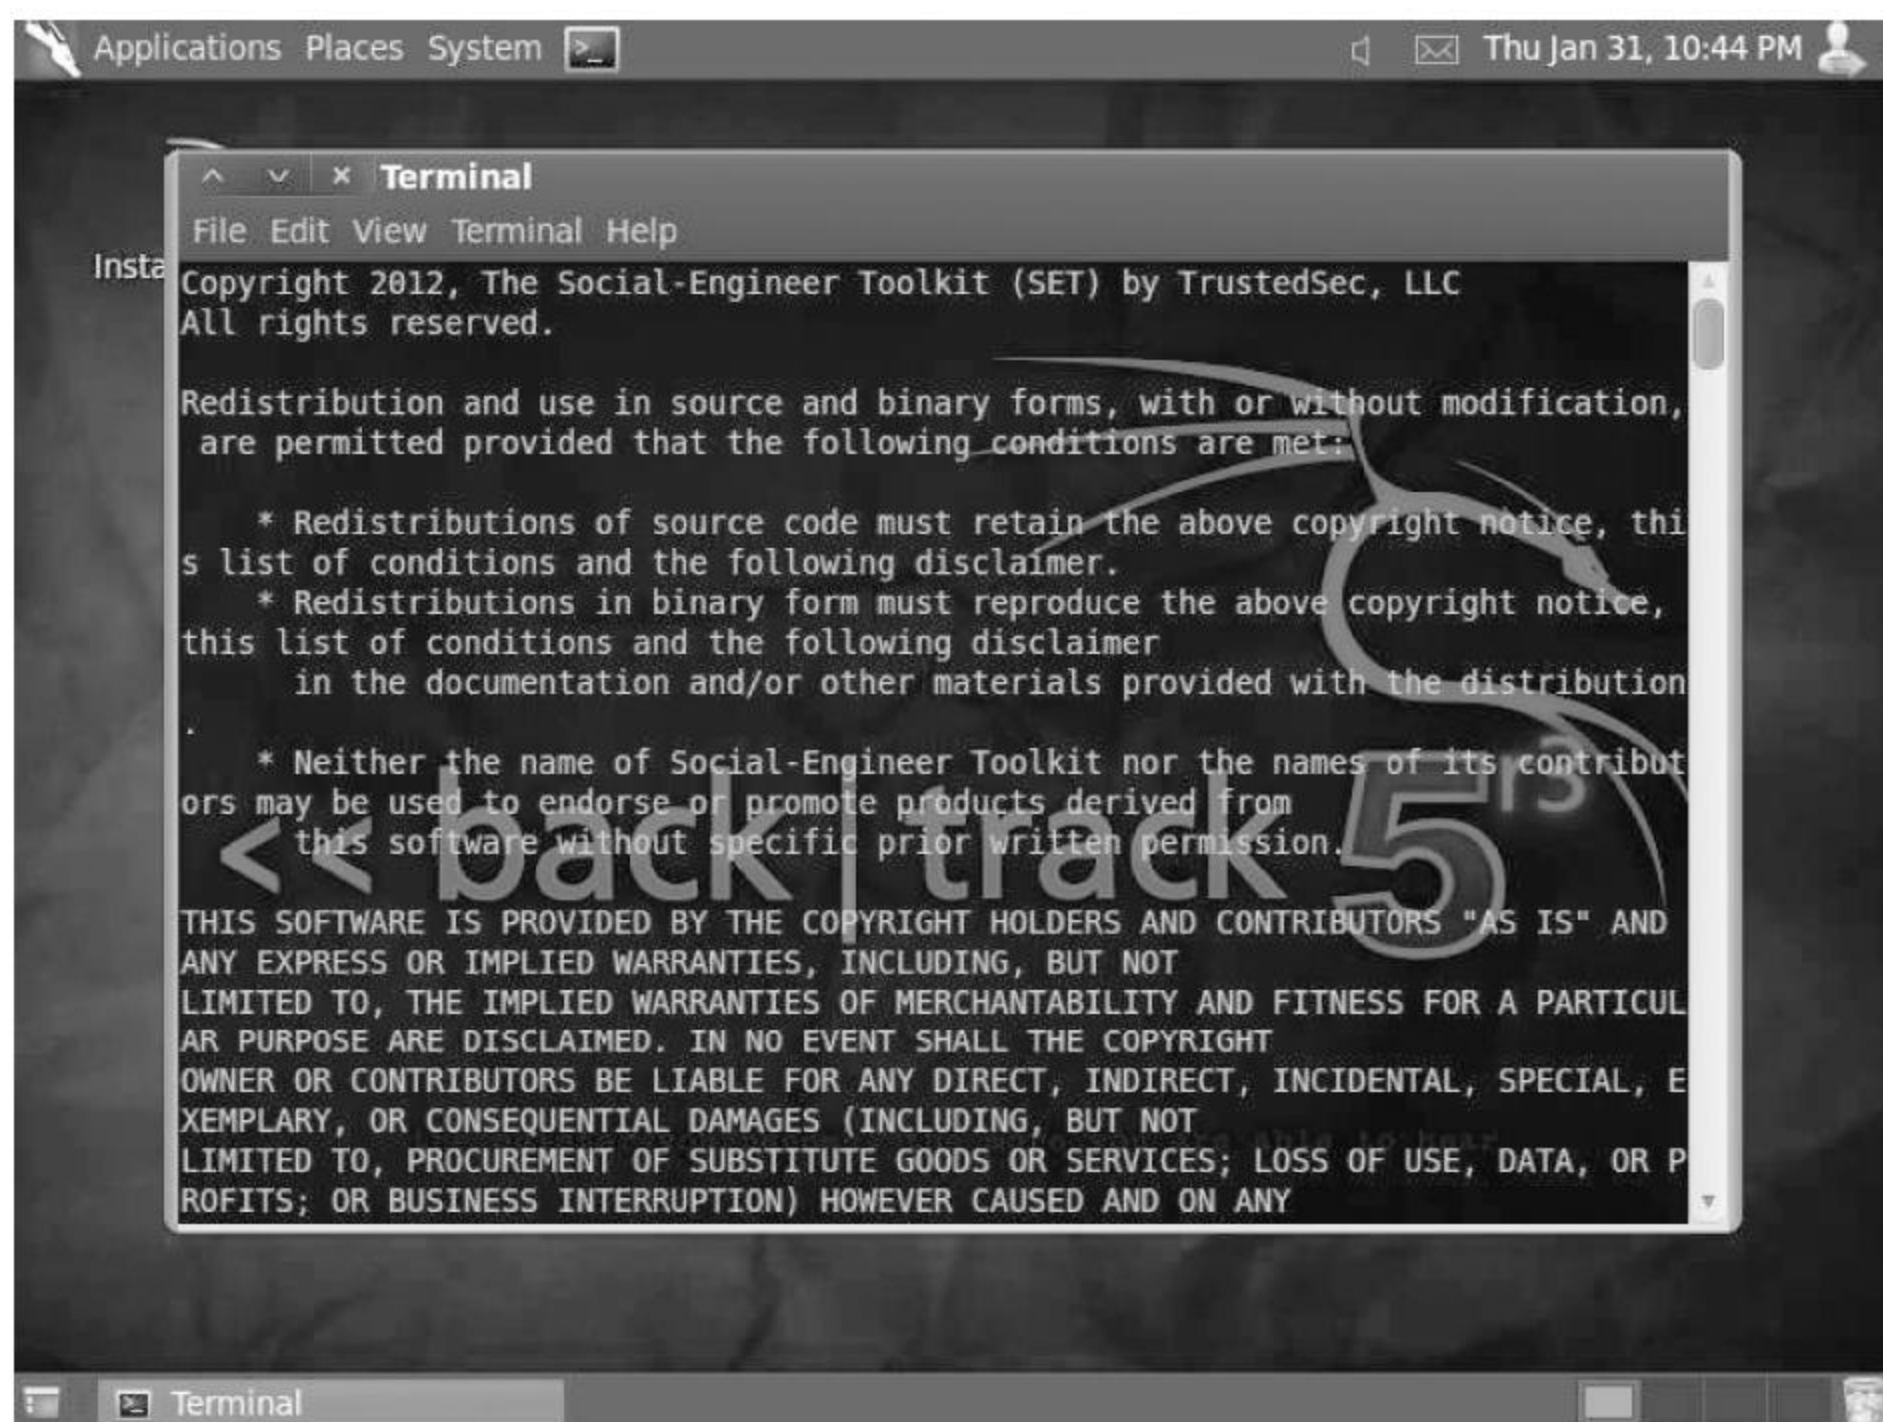 Applications Places System Thu Jan 31, 10:44 PM
Terminal
File Edit View Terminal Help
Insta
Copyright 2012, The Social-Engineer Toolkit (SET) by TrustedSec, LLC
All rights reserved.
Redistribution and use in source and binary forms, with or without modification,
are permitted provided that the following conditions are met:
* Redistributions of source code must retain the above copyright notice, thi
s list of conditions and the following disclaimer.
* Redistributions in binary form must reproduce the above copyright notice,
this list of conditions and the following disclaimer
in the documentation and/or other materials provided with the distribution
.
* Neither the name of Social-Engineer Toolkit nor the names of its contribut
ors may be used to endorse or promote products derived from
this software without specific prior written permission.
<< back | track 5 r3
THIS SOFTWARE IS PROVIDED BY THE COPYRIGHT HOLDERS AND CONTRIBUTORS "AS IS" AND
ANY EXPRESS OR IMPLIED WARRANTIES, INCLUDING, BUT NOT
LIMITED TO, THE IMPLIED WARRANTIES OF MERCHANTABILITY AND FITNESS FOR A PARTICUL
AR PURPOSE ARE DISCLAIMED. IN NO EVENT SHALL THE COPYRIGHT
OWNER OR CONTRIBUTORS BE LIABLE FOR ANY DIRECT, INDIRECT, INCIDENTAL, SPECIAL, E
XEMPLARY, OR CONSEQUENTIAL DAMAGES (INCLUDING, BUT NOT
LIMITED TO, PROCUREMENT OF SUBSTITUTE GOODS OR SERVICES; LOSS OF USE, DATA, OR P
ROFITS; OR BUSINESS INTERRUPTION) HOWEVER CAUSED AND ON ANY
Terminal